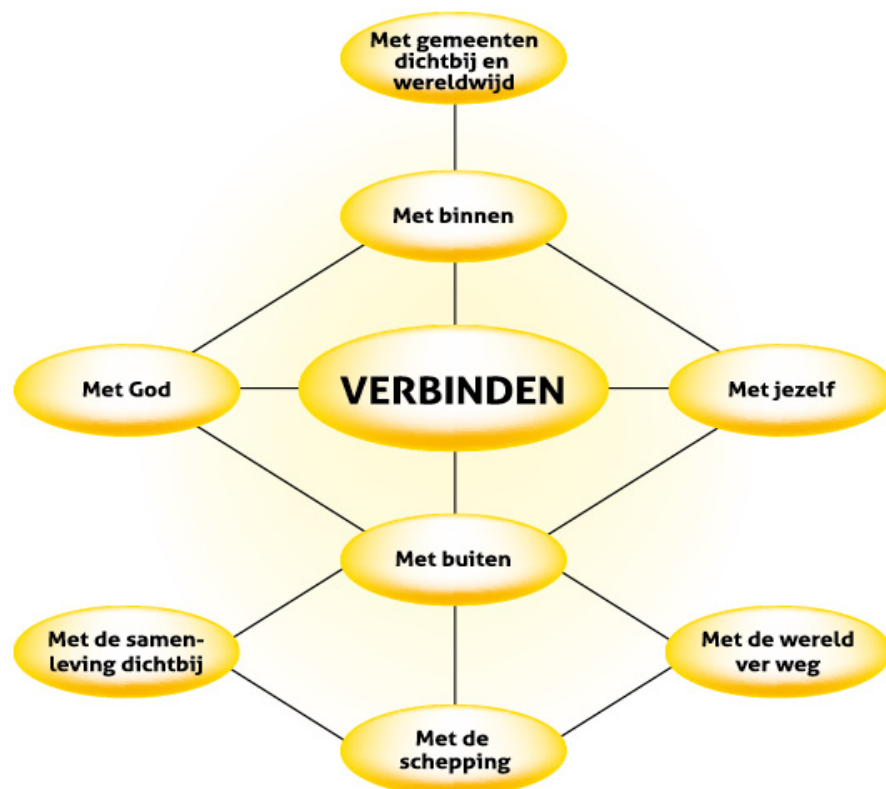 Met gemeenten
dichtbij en
wereldwijd
Met binnen
Met God
VERBINDEN
Met jezelf
Met buiten
Met de samen-
leving dichtbij
Met de wereld
ver weg
Met de
schepping